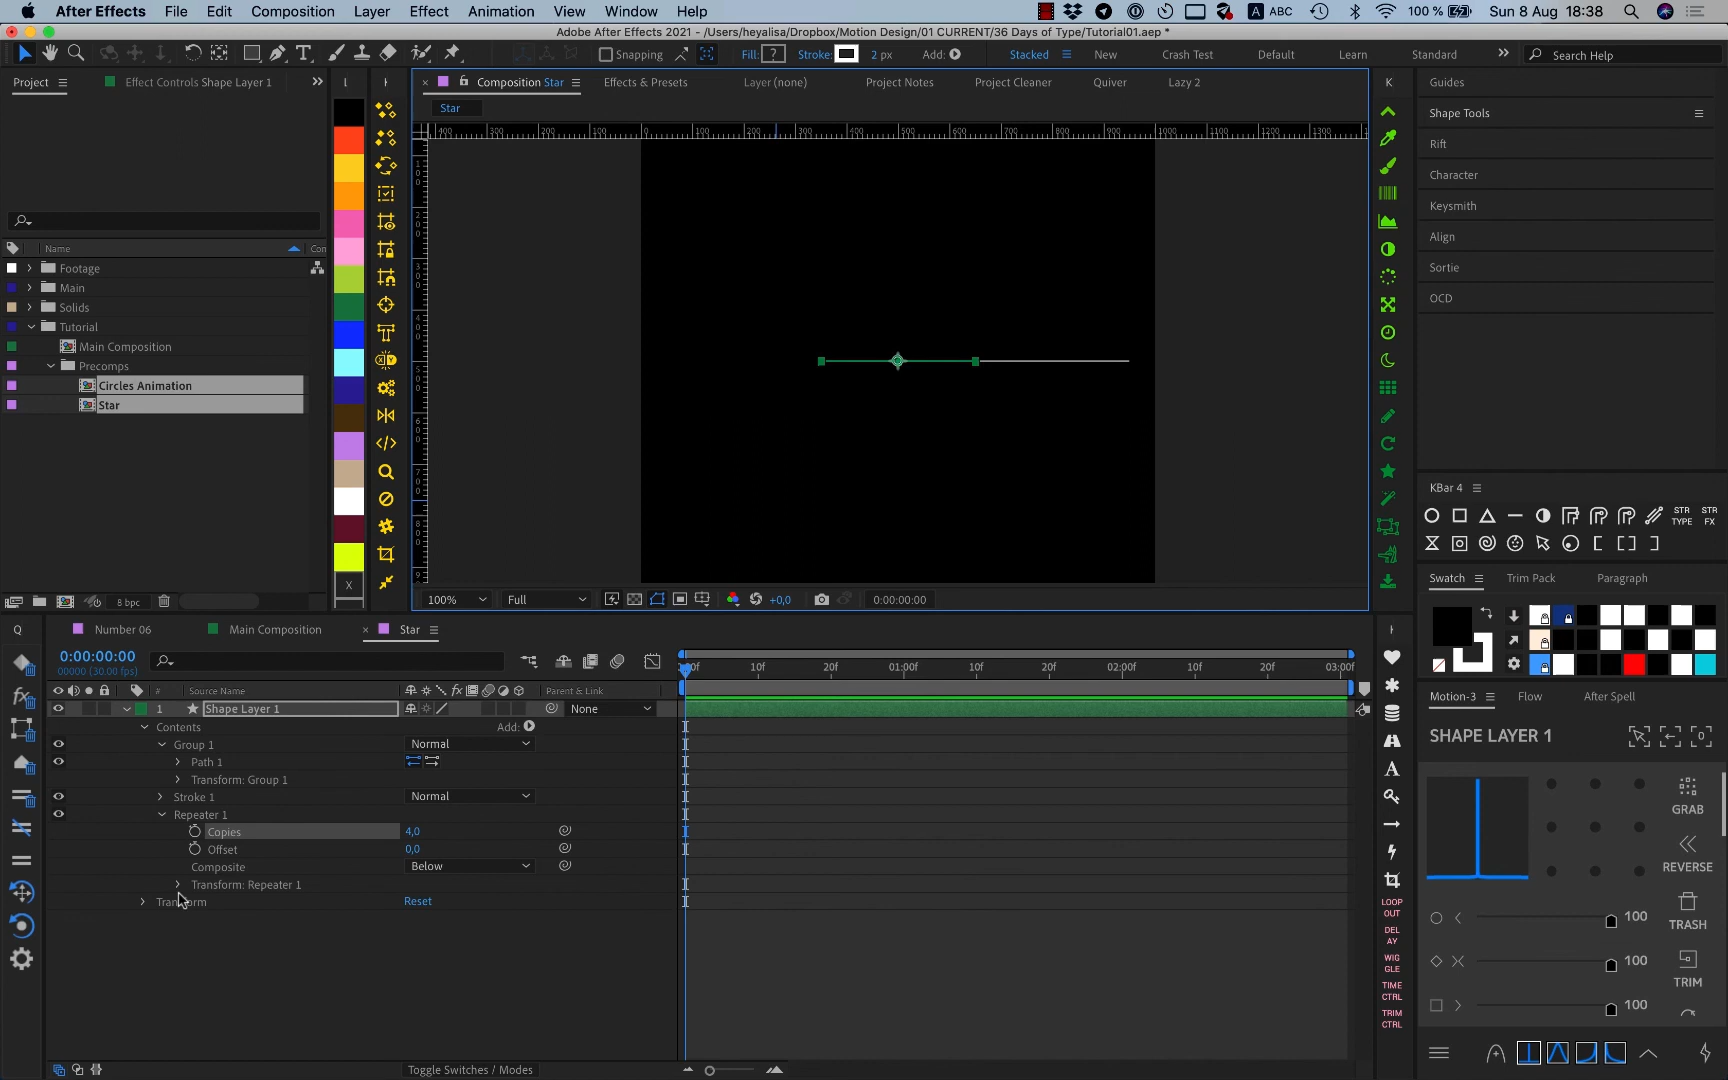 After Effects File Edit Composition Layer Effect Animation View Window Help A ABC 100 % Sun 8 Aug 18:38
Adobe After Effects 2021 - /Users/heyalisa/Dropbox/Motion Design/01 CURRENT/36 Days of Type/Tutorial01.aep *
Snapping Fill: ? Stroke: 2 px Add: Stacked New Crash Test Default Learn Standard Search Help
Project Effect Controls Shape Layer 1 L Composition Star Effects & Presets Layer (none) Project Notes Project Cleaner Quiver Lazy 2 K Guides
Star
Shape Tools
Rift
Character
Keysmith
Align
Sortie
OCD
Name Con
Footage
Main
Solids
Tutorial
Main Composition
Precomps
Circles Animation
Star
X
8 bpc
100% Full +0,0 0:00:00:00
KBar 4
STR TYPE STR FX
Swatch Trim Pack Paragraph
Q Number 06 Main Composition Star
0:00:00:00
00000 (30.00 fps)
:00f 10f 20f 01:00f 10f 20f 02:00f 10f 20f 03:00f
# Source Name Parent & Link
1 Shape Layer 1 None
Contents Add:
Group 1 Normal
Path 1
Transform: Group 1
Stroke 1 Normal
Repeater 1
Copies 4,0
Offset 0,0
Composite Below
Transform: Repeater 1
Transform Reset
Toggle Switches / Modes
A
LOOP OUT
DEL AY
WIG GLE
TIME CTRL
TRIM CTRL
Motion-3 Flow After Spell
SHAPE LAYER 1
GRAB
REVERSE
100 TRASH
100
TRIM
100